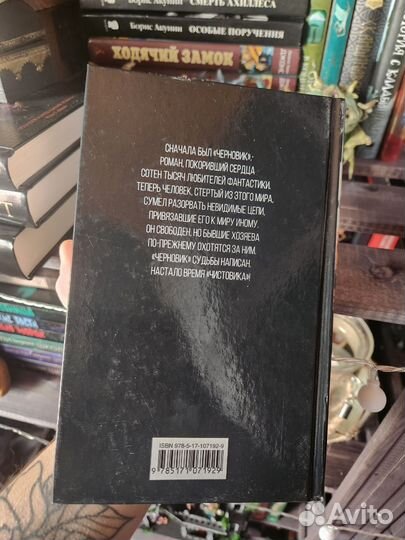 СМЕРТЬ АХИЛЛЕСА
Борис Акунин ОСОБЫЕ ПОРУЧЕНИЯ
ХОДЯЧИЙ ЗАМОК
СНАЧАЛА БЫЛ «ЧЕРНОВИК».
РОМАН, ПОКОРИВШИЙ СЕРДЦА
СОТЕН ТЫСЯЧ ЛЮБИТЕЛЕЙ ФАНТАСТИКИ.
ТЕПЕРЬ ЧЕЛОВЕК, СТЕРТЫЙ ИЗ ЭТОГО МИРА,
СУМЕЛ РАЗОРВАТЬ НЕВИДИМЫЕ ЦЕПИ,
ПРИВЯЗАВШИЕ ЕГО К МИРУ ИНОМУ.
ОН СВОБОДЕН, НО БЫВШИЕ ХОЗЯЕВА
ПО-ПРЕЖНЕМУ ОХОТЯТСЯ ЗА НИМ.
«ЧЕРНОВИК» СУДЬБЫ НАПИСАН.
НАСТАЛО ВРЕМЯ «ЧИСТОВИКА»!
ISBN 978-5-17-107192-9
9 785171 071929
Avito